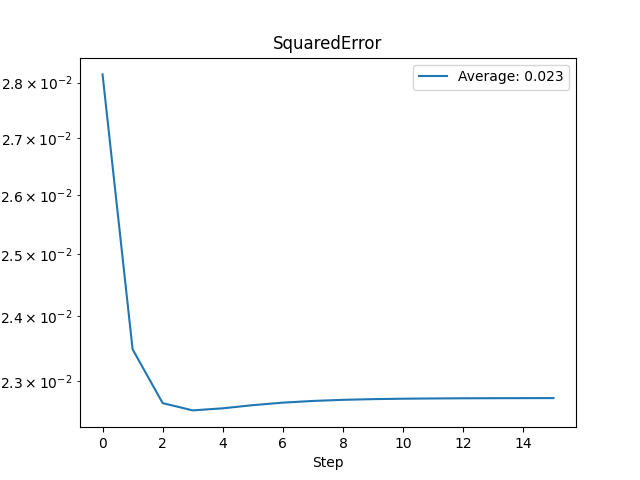 SquaredError
Average: 0.023
2.8 × 10⁻²
2.7 × 10⁻²
2.6 × 10⁻²
2.5 × 10⁻²
2.4 × 10⁻²
2.3 × 10⁻²
0 2 4 6 8 10 12 14
Step